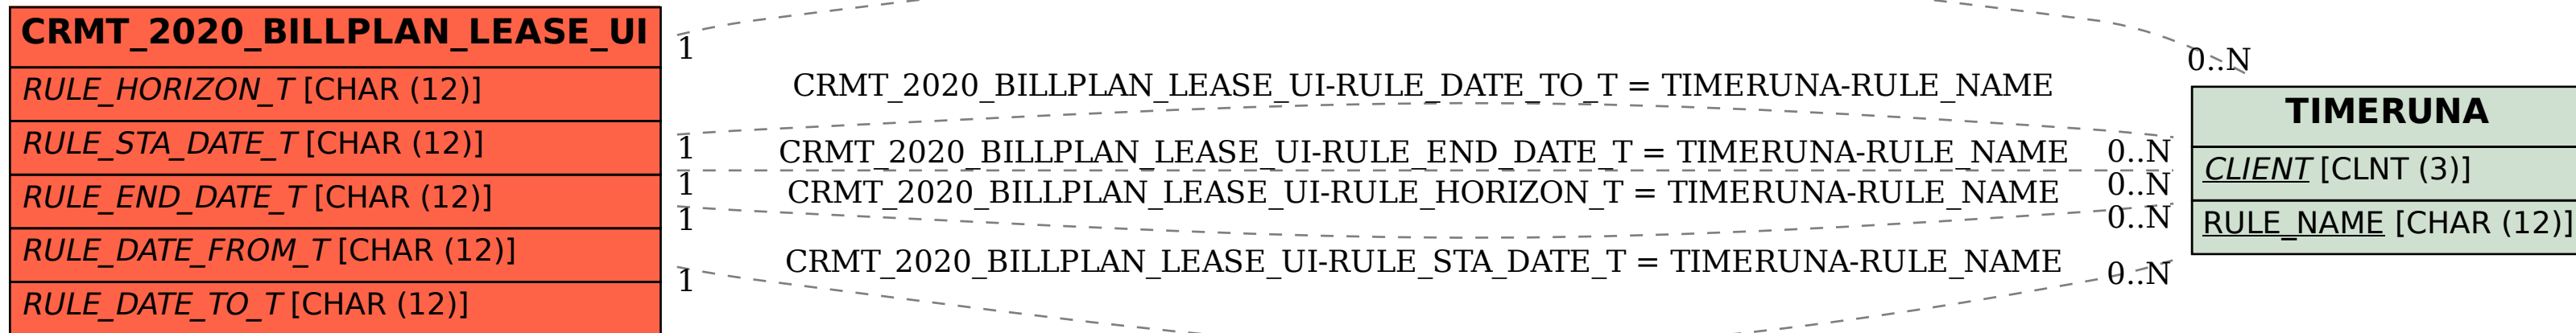 CRMT_2020_BILLPLAN_LEASE_UI
RULE_HORIZON_T [CHAR (12)]
RULE_STA_DATE_T [CHAR (12)]
RULE_END_DATE_T [CHAR (12)]
RULE_DATE_FROM_T [CHAR (12)]
RULE_DATE_TO_T [CHAR (12)]
1
0..N
CRMT_2020_BILLPLAN_LEASE_UI-RULE_DATE_TO_T = TIMERUNA-RULE_NAME
1
CRMT_2020_BILLPLAN_LEASE_UI-RULE_END_DATE_T = TIMERUNA-RULE_NAME
0..N
1
CRMT_2020_BILLPLAN_LEASE_UI-RULE_HORIZON_T = TIMERUNA-RULE_NAME
0..N
1
0..N
CRMT_2020_BILLPLAN_LEASE_UI-RULE_STA_DATE_T = TIMERUNA-RULE_NAME
1
0..N
TIMERUNA
CLIENT [CLNT (3)]
RULE_NAME [CHAR (12)]